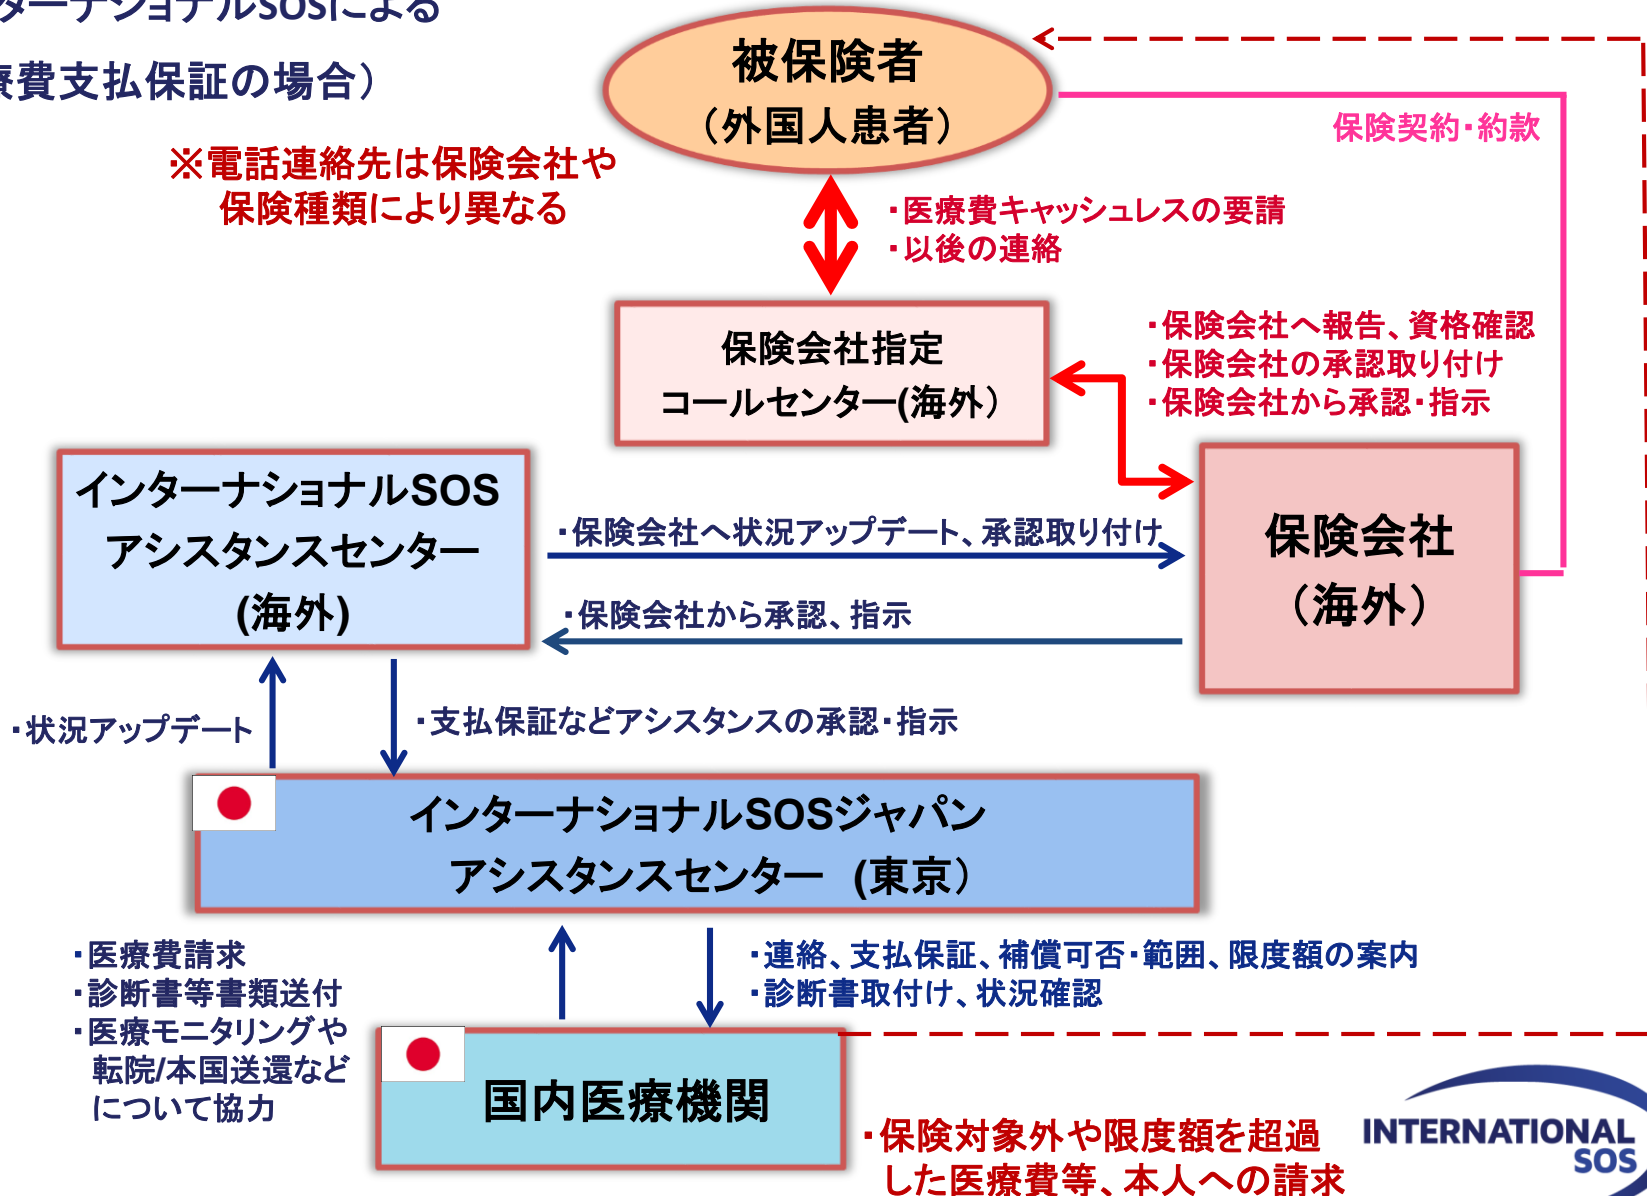 ターナショナルSOSによる
療費支払保証の場合）
被保険者
（外国人患者）
保険契約・約款
※電話連絡先は保険会社や
保険種類により異なる
・医療費キャッシュレスの要請
・以後の連絡
保険会社指定
コールセンター(海外）
・保険会社へ報告、資格確認
・保険会社の承認取り付け
・保険会社から承認・指示
インターナショナルSOS
アシスタンスセンター
(海外)
・保険会社へ状況アップデート、承認取り付け
・保険会社から承認、指示
保険会社
（海外）
・状況アップデート
・支払保証などアシスタンスの承認・指示
インターナショナルSOSジャパン
アシスタンスセンター (東京）
・医療費請求
・診断書等書類送付
・医療モニタリングや
転院/本国送還など
について協力
・連絡、支払保証、補償可否・範囲、限度額の案内
・診断書取付け、状況確認
国内医療機関
・保険対象外や限度額を超過
した医療費等、本人への請求
INTERNATIONAL
SOS